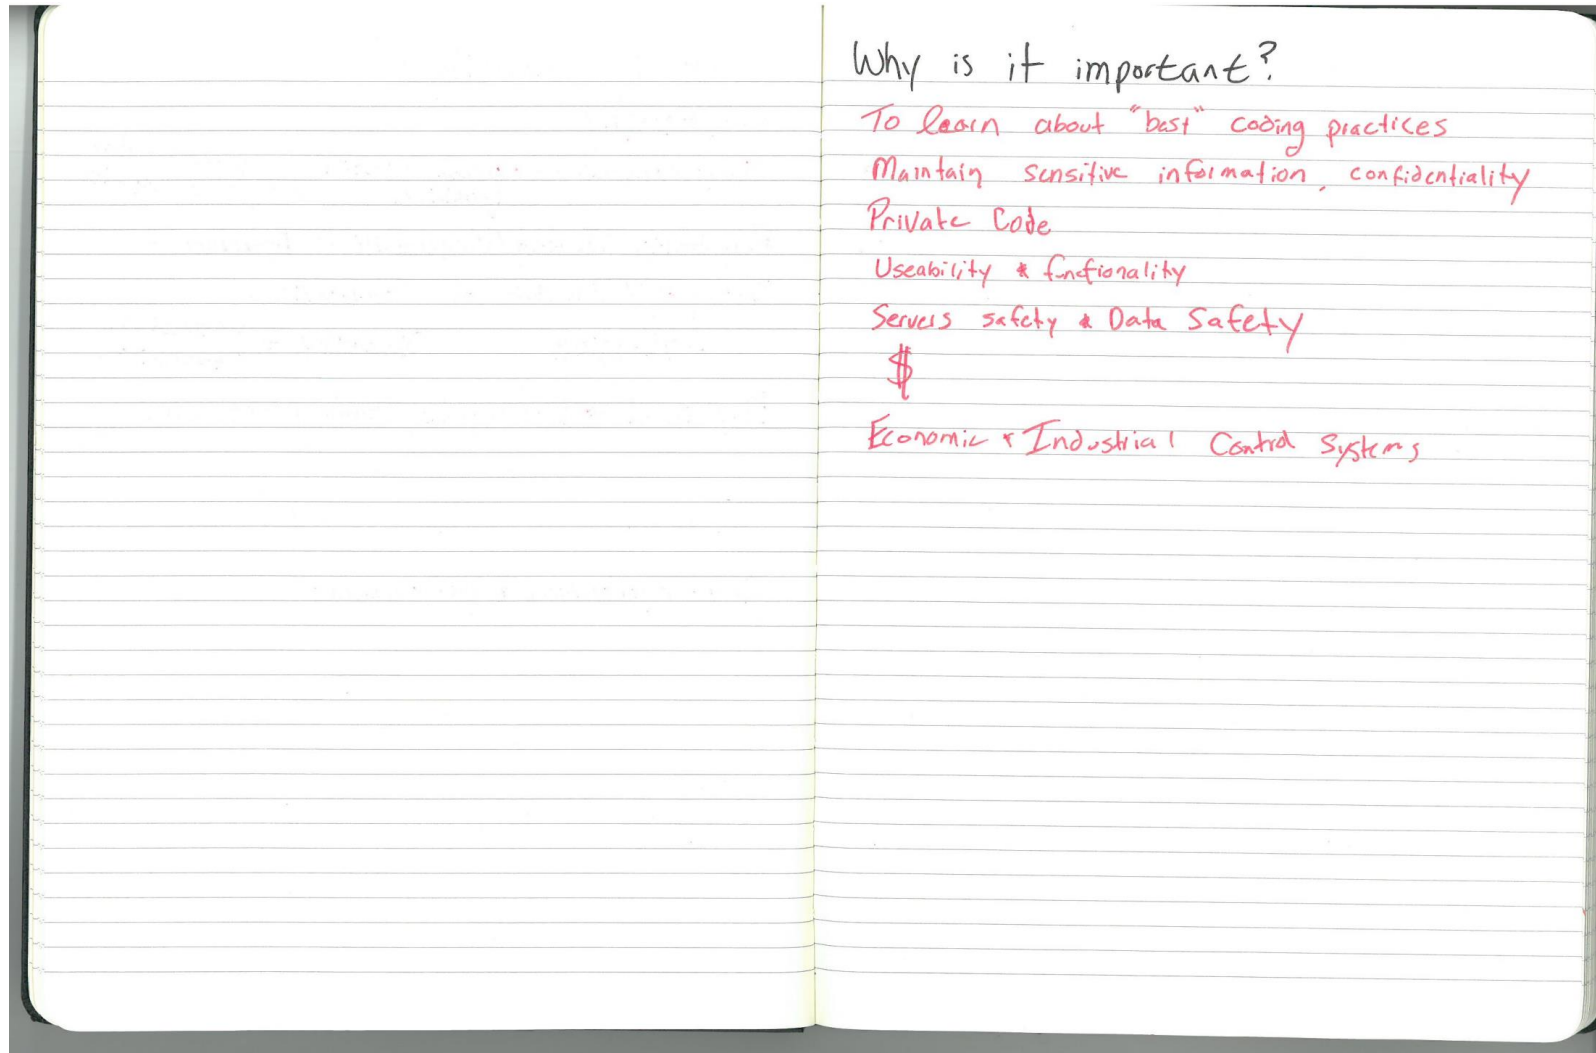 Why is it important?
To learn about "best" coding practices
Maintain sensitive information, confidentiality
Private Code
Useability & functionality
Servers safety & Data Safety
$
Economic & Industrial Control Systems